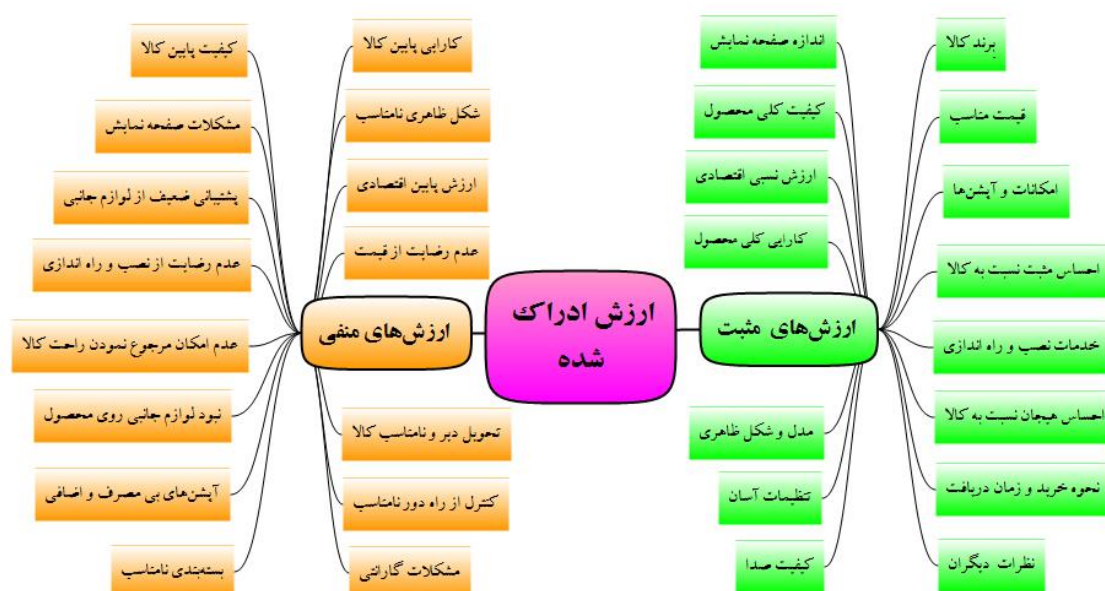 ارزش ادراک
شده
ارزش‌های مثبت
برند کالا
قیمت مناسب
امکانات و آپشن‌ها
احساس مثبت نسبت به کالا
خدمات نصب و راه اندازی
احساس هیجان نسبت به کالا
نحوه خرید و زمان دریافت
نظرات دیگران
اندازه صفحه نمایش
کیفیت کلی محصول
ارزش نسبی اقتصادی
کارایی کلی محصول
مدل و شکل ظاهری
تنظیمات آسان
کیفیت صدا
ارزش‌های منفی
کارایی پایین کالا
شکل ظاهری نامتاسب
ارزش پایین اقتصادی
عدم رضایت از قیمت
تحویل دیر و نامتاسب کالا
کنترل از راه دور نامتاسب
مشکلات گارانتی
کیفیت پایین کالا
مشکلات صفحه نمایش
پشتیبانی ضعیف از لوازم جانبی
عدم رضایت از نصب و راه اندازی
عدم امکان مرجوع نمودن راحت کالا
نبود لوازم جانبی روی محصول
آپشن‌های بی مصرف و اضافی
بسته‌بندی نامتاسب